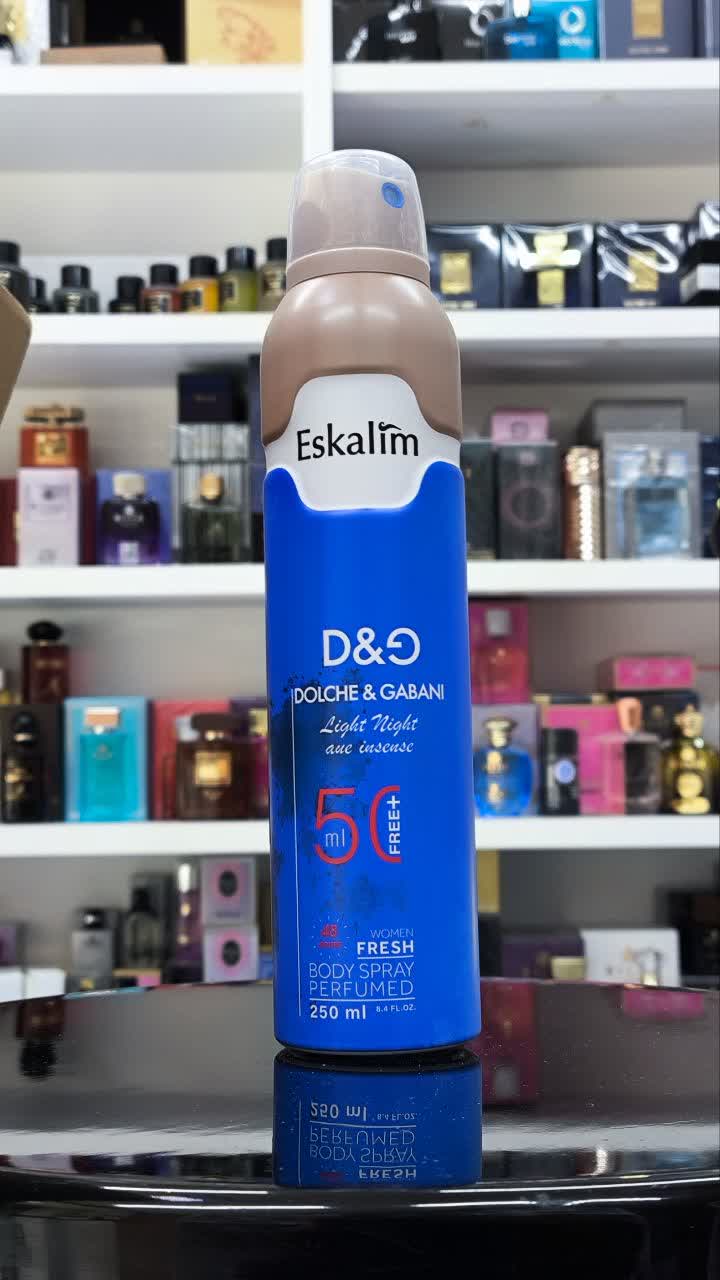 Eskalim
D&G
DOLCHE & GABANI
Light Night
aue insense
50
ml
FREE+
48
WOMEN
FRESH
BODY SPRAY
PERFUMED
250 ml 8.4 FL.OZ.